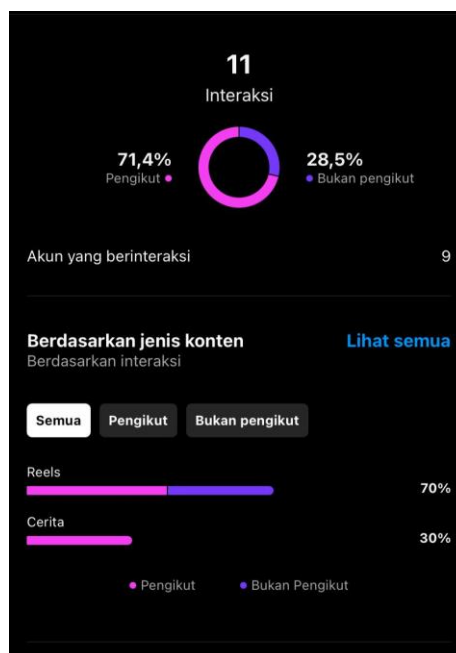 11
Interaksi
71,4%
Pengikut
28,5%
Bukan pengikut
Akun yang berinteraksi 9
Berdasarkan jenis konten Lihat semua
Berdasarkan interaksi
Semua Pengikut Bukan pengikut
Reels
70%
Cerita
30%
Pengikut Bukan Pengikut